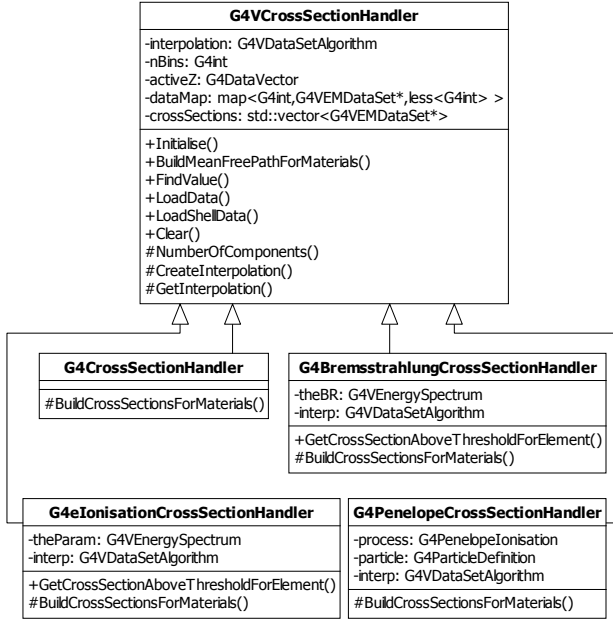 G4VCrossSectionHandler
-interpolation: G4VDataSetAlgorithm
-nBins: G4int
-activeZ: G4DataVector
-dataMap: map<G4int,G4VEMDataSet*,less<G4int> >
-crossSections: std::vector<G4VEMDataSet*>
+Initialise()
+BuildMeanFreePathForMaterials()
+FindValue()
+LoadData()
+LoadShellData()
+Clear()
#NumberOfComponents()
#CreateInterpolation()
#GetInterpolation()
G4CrossSectionHandler
#BuildCrossSectionsForMaterials()
G4BremsstrahlungCrossSectionHandler
-theBR: G4VEnergySpectrum
-interp: G4VDataSetAlgorithm
+GetCrossSectionAboveThresholdForElement()
#BuildCrossSectionsForMaterials()
G4eIonisationCrossSectionHandler
-theParam: G4VEnergySpectrum
-interp: G4VDataSetAlgorithm
+GetCrossSectionAboveThresholdForElement()
#BuildCrossSectionsForMaterials()
G4PenelopeCrossSectionHandler
-process: G4PenelopeIonisation
-particle: G4ParticleDefinition
-interp: G4VDataSetAlgorithm
#BuildCrossSectionsForMaterials()